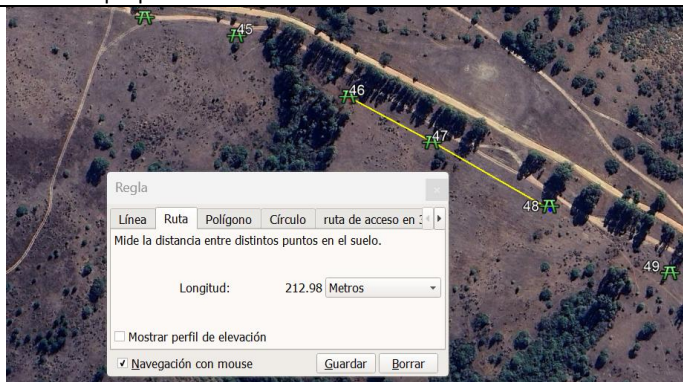 45
46
47
48
49
Regla
Línea Ruta Polígono Círculo ruta de acceso en
Mide la distancia entre distintos puntos en el suelo.
Longitud: 212.98 Metros
Mostrar perfil de elevación
Navegación con mouse Guardar Borrar